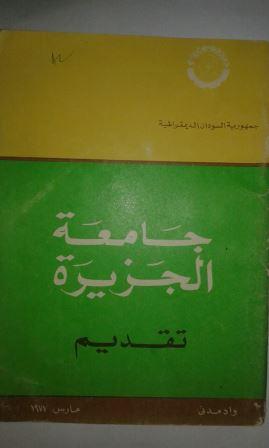 جمهورية السودان الديمقراطية
جامعة
الجزيرة
تقديم
واد مدني مارس ١٩٧٧